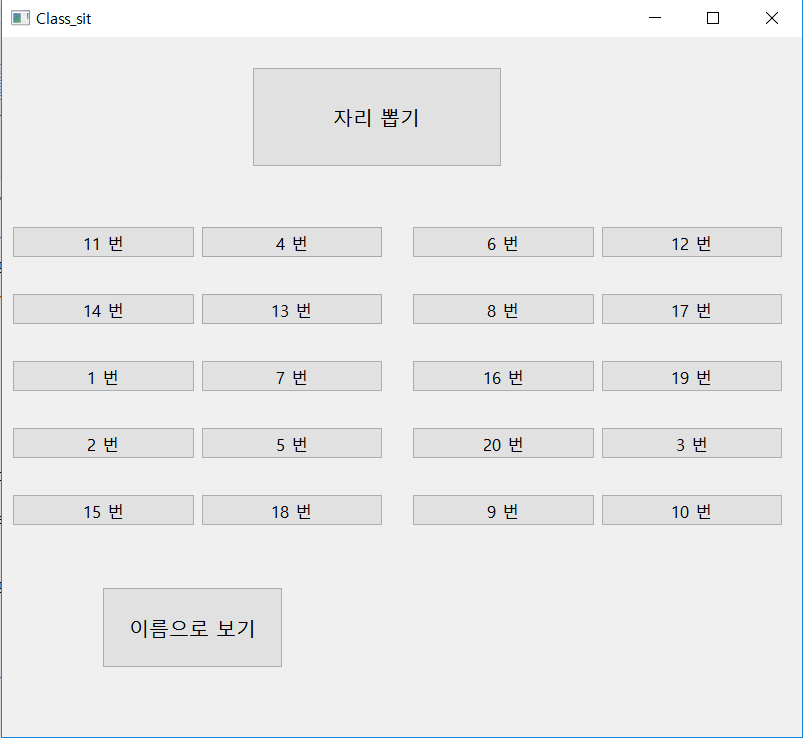 Class_sit
자리 뽑기
11 번 4 번 6 번 12 번
14 번 13 번 8 번 17 번
1 번 7 번 16 번 19 번
2 번 5 번 20 번 3 번
15 번 18 번 9 번 10 번
이름으로 보기